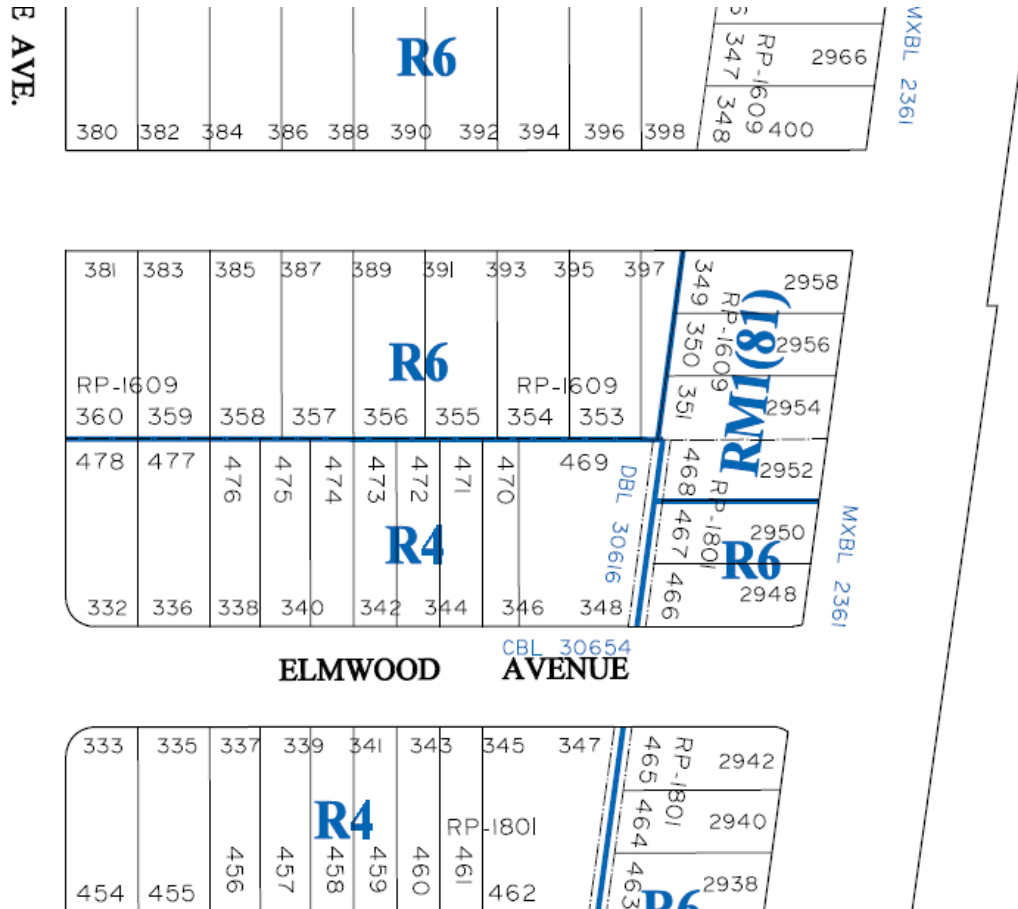 E AVE.
R6
MXBL 2361
347 RP-1609 2966
380 382 384 386 388 390 392 394 396 398 348 400
381 383 385 387 389 391 393 395 397 349 RP-1609 2958
R6
RM1(81)
350 2956
RP-1609 RP-1609
360 359 358 357 356 355 354 353 351 2954
478 477 476 475 474 473 472 471 470 469 468 RP-1801 2952
DBL 30616
MXBL 2361
R4
467 2950
R6
332 336 338 340 342 344 346 348 466 2948
CBL 30654
ELMWOOD AVENUE
333 335 337 339 341 343 345 347 465 RP-1801 2942
R4
RP-1801
464 2940
454 455 456 457 458 459 460 461 462 463 2938
R6